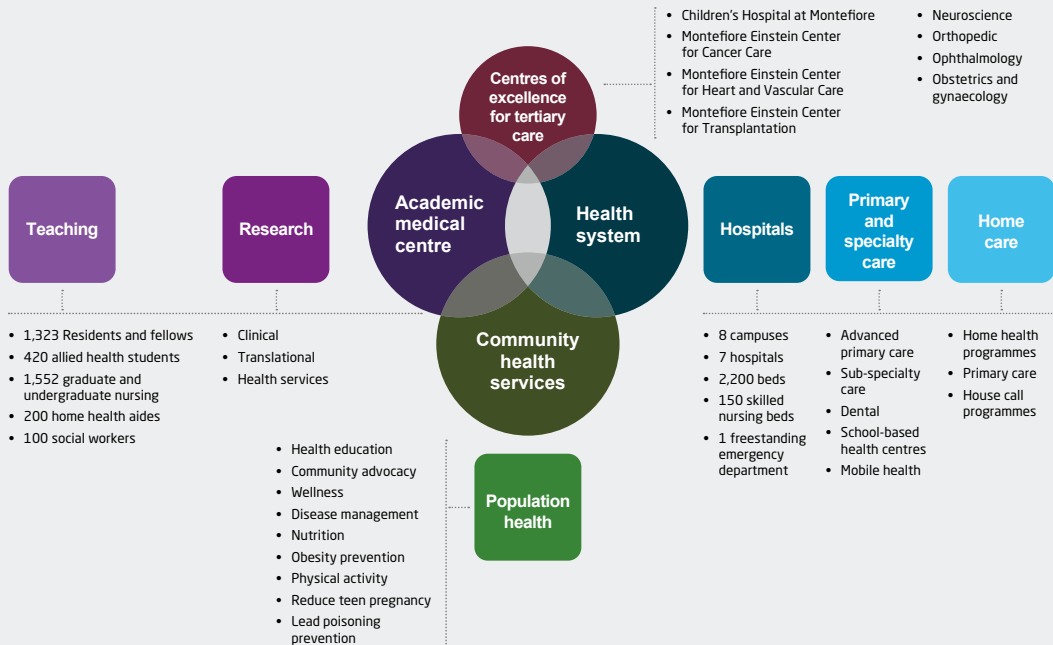 • Children's Hospital at Montefiore
• Montefiore Einstein Center
for Cancer Care
• Montefiore Einstein Center
for Heart and Vascular Care
• Montefiore Einstein Center
for Transplantation
• Neuroscience
• Orthopedic
• Ophthalmology
• Obstetrics and
gynaecology
Centres of
excellence
for tertiary
care
Academic
medical
centre
Health
system
Community
health
services
Teaching
• 1,323 Residents and fellows
• 420 allied health students
• 1,552 graduate and
undergraduate nursing
• 200 home health aides
• 100 social workers
Research
• Clinical
• Translational
• Health services
Hospitals
• 8 campuses
• 7 hospitals
• 2,200 beds
• 150 skilled
nursing beds
• 1 freestanding
emergency
department
Primary
and
specialty
care
• Advanced
primary care
• Sub-specialty
care
• Dental
• School-based
health centres
• Mobile health
Home
care
• Home health
programmes
• Primary care
• House call
programmes
Population
health
• Health education
• Community advocacy
• Wellness
• Disease management
• Nutrition
• Obesity prevention
• Physical activity
• Reduce teen pregnancy
• Lead poisoning
prevention